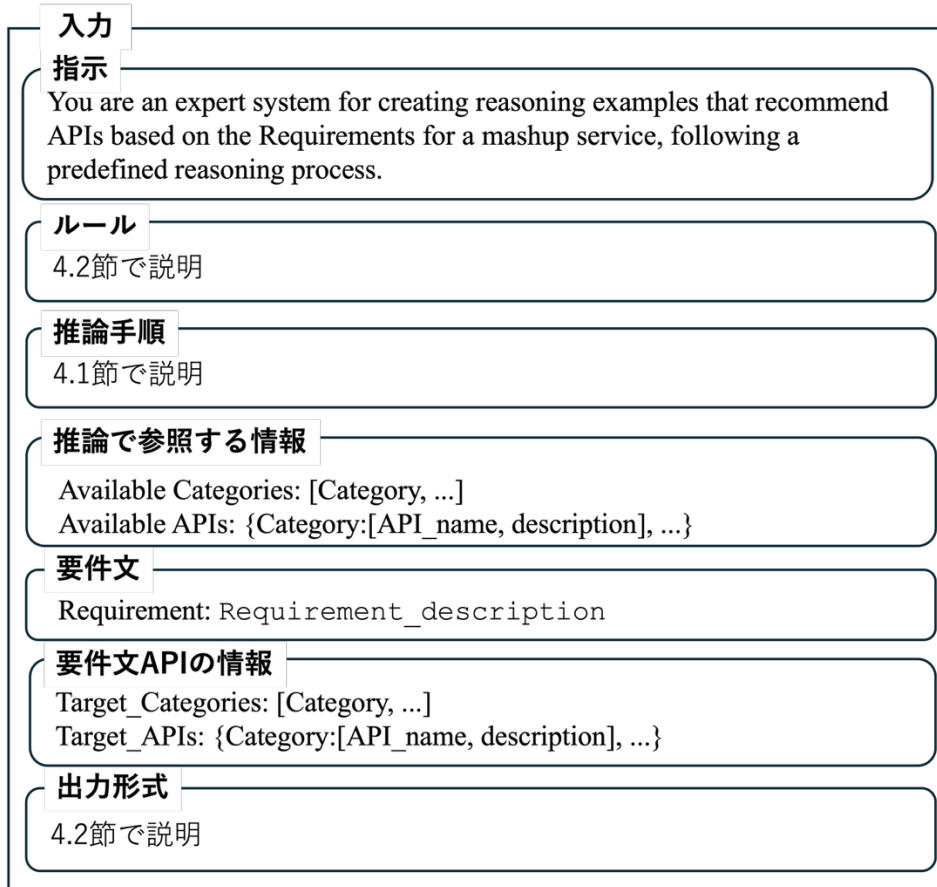 入力
指示
You are an expert system for creating reasoning examples that recommend
APIs based on the Requirements for a mashup service, following a
predefined reasoning process.
ルール
4.2節で説明
推論手順
4.1節で説明
推論で参照する情報
Available Categories: [Category, ...]
Available APIs: {Category:[API_name, description], ...}
要件文
Requirement: Requirement_description
要件文APIの情報
Target_Categories: [Category, ...]
Target_APIs: {Category:[API_name, description], ...}
出力形式
4.2節で説明